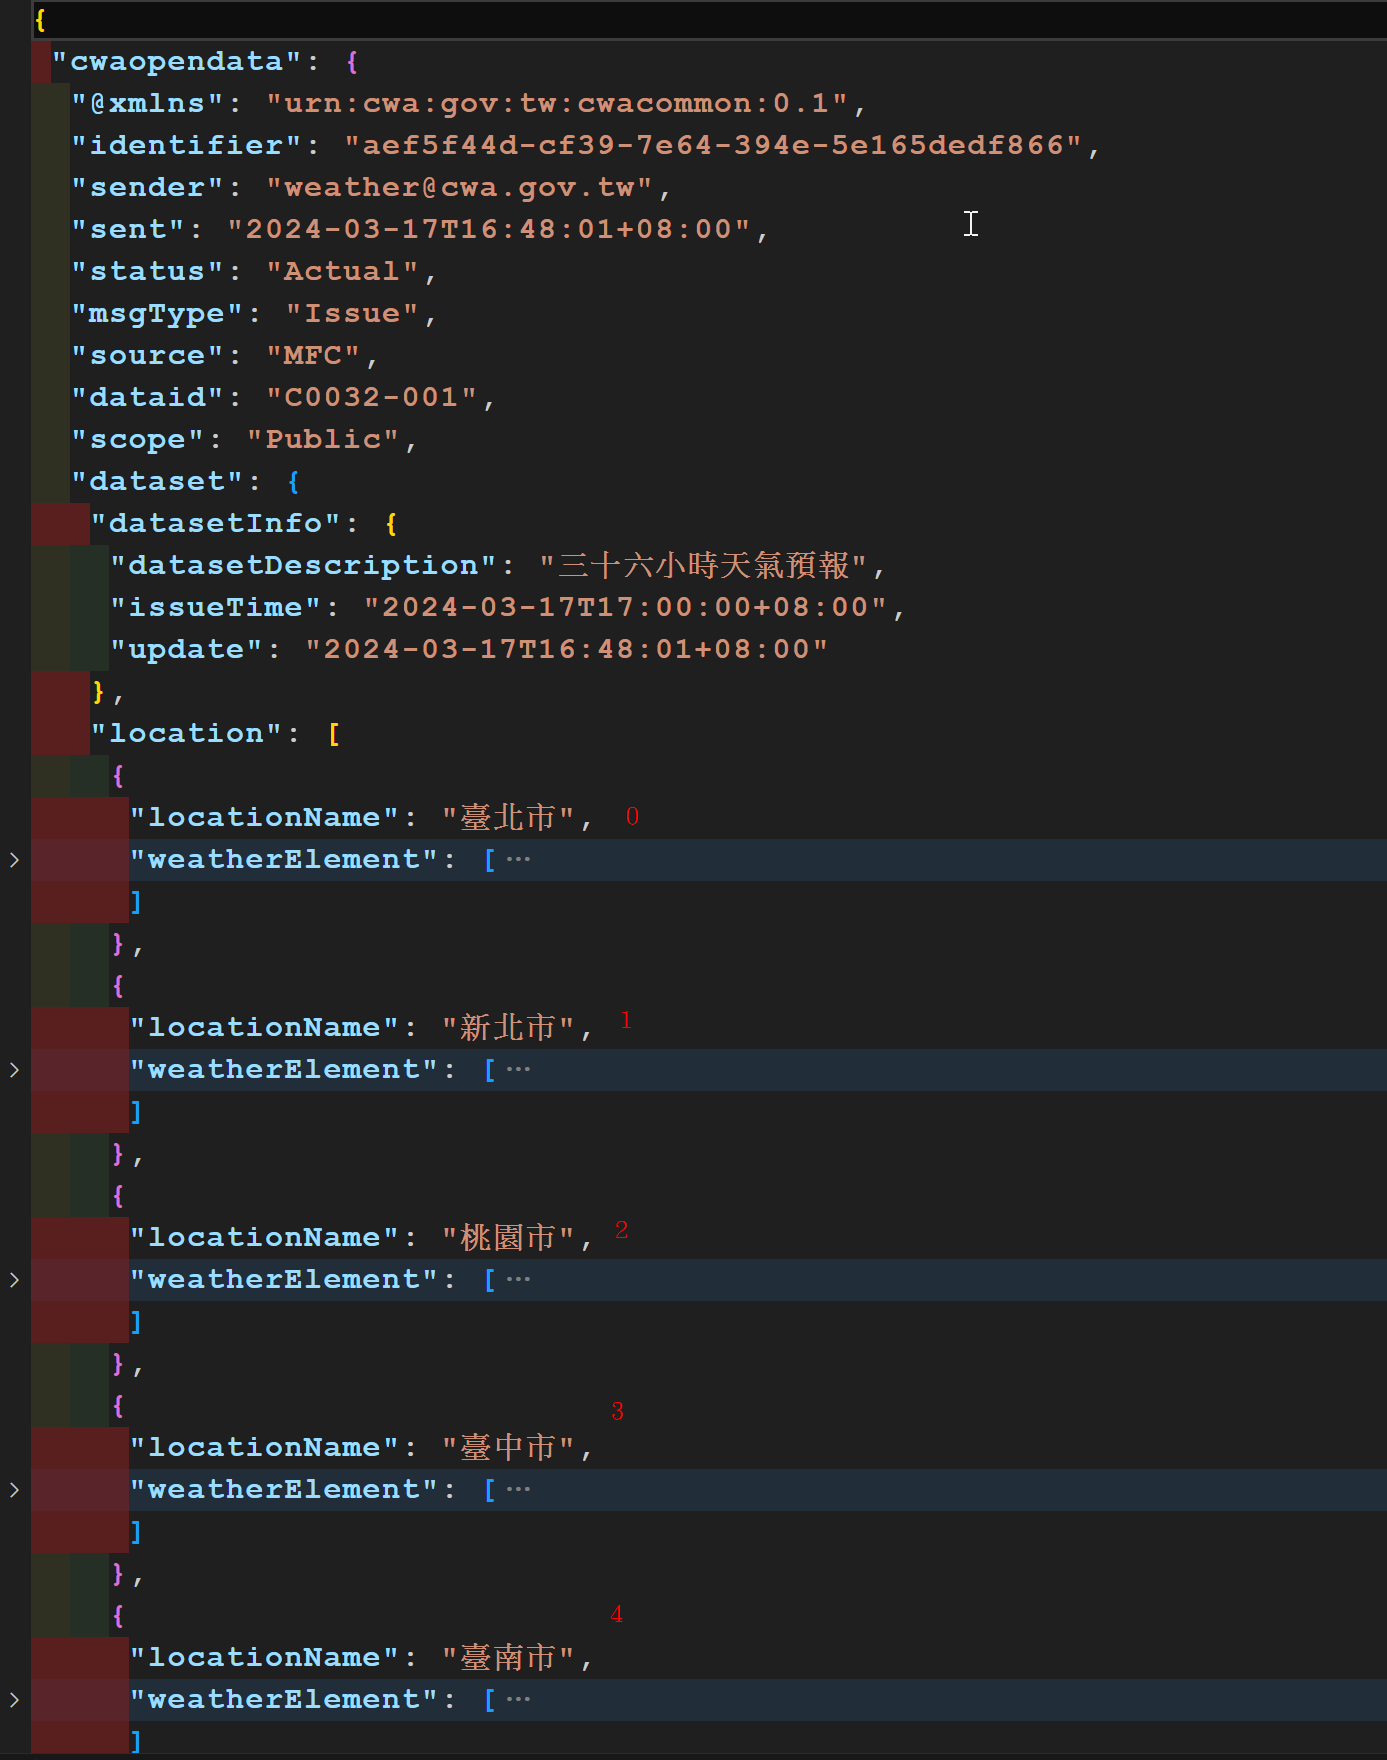 {
"cwaopendata": {
"@xmlns": "urn:cwa:gov:tw:cwacommon:0.1",
"identifier": "aef5f44d-cf39-7e64-394e-5e165dedf866",
"sender": "weather@cwa.gov.tw",
"sent": "2024-03-17T16:48:01+08:00",
"status": "Actual",
"msgType": "Issue",
"source": "MFC",
"dataid": "C0032-001",
"scope": "Public",
"dataset": {
"datasetInfo": {
"datasetDescription": "三十六小時天氣預報",
"issueTime": "2024-03-17T17:00:00+08:00",
"update": "2024-03-17T16:48:01+08:00"
},
"location": [
{
"locationName": "臺北市", 0
"weatherElement": [⋯
]
},
{
"locationName": "新北市", 1
"weatherElement": [⋯
]
},
{
"locationName": "桃園市", 2
"weatherElement": [⋯
]
},
{ 3
"locationName": "臺中市",
"weatherElement": [⋯
]
},
{ 4
"locationName": "臺南市",
"weatherElement": [⋯
]